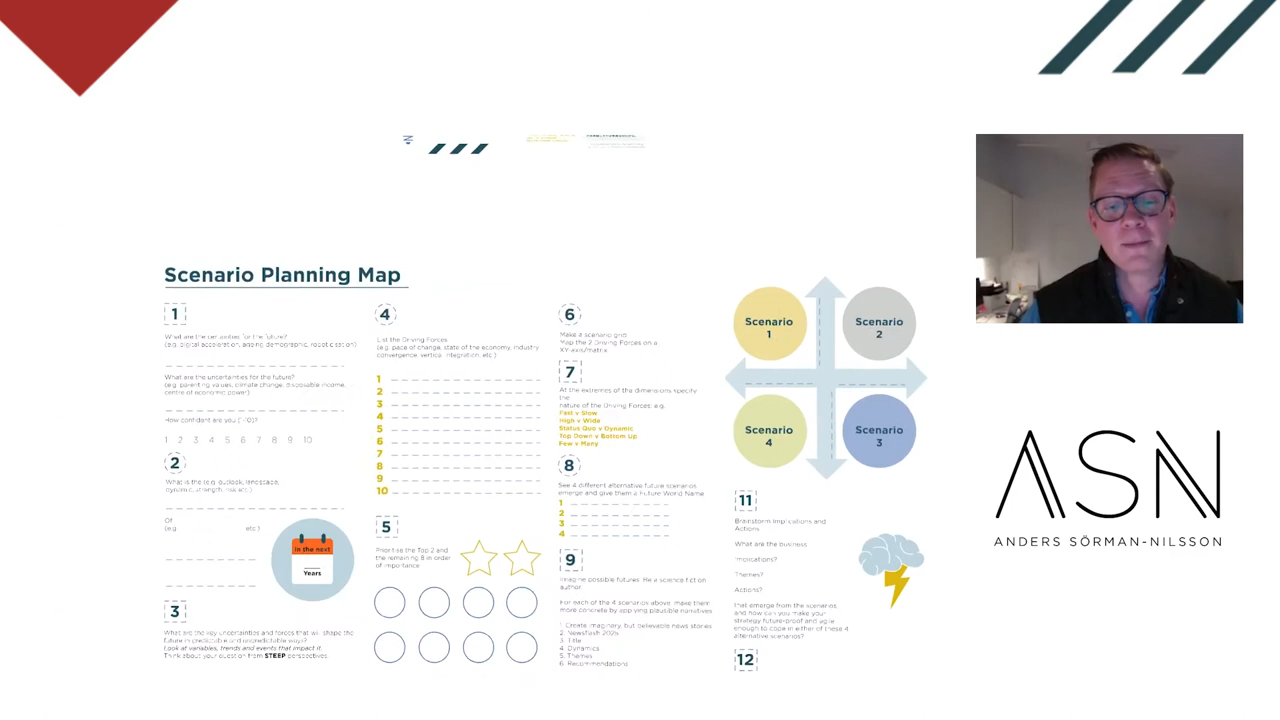 Scenario Planning Map
1
What are the certainties for the future?
(e.g. digital acceleration, ageing demographic, robotication)
What are the uncertainties for the future?
(e.g. parenting values, climate change, disposable income,
centre of economic power)
How confident are you (1-10)?
1 2 3 4 5 6 7 8 9 10
2
What is the (e.g. outlook, landscape,
dynamic, strength, risk etc.)
Of
(e.g. etc.)
In the next
Years
3
What are the key uncertainties and forces that will shape the
future in predictable and unpredictable ways?
Look at variables, trends and events that impact it.
Think about your question from STEEP perspectives.
4
List the Driving Forces
(e.g. pace of change, state of the economy, industry
convergence, vertical integration, etc.)
1
2
3
4
5
6
7
8
9
10
5
Prioritise the Top 2 and
the remaining 8 in order
of importance
6
Make a scenario grid
Map the 2 Driving Forces on a
XY-axis/matrix.
7
At the extremes of the dimensions specify
the
nature of the Driving Forces; e.g.
Fast v Slow
High v Wide
Status Quo v Dynamic
Top Down v Bottom Up
Few v Many
8
See 4 different alternative future scenarios
emerge and give them a Future World Name
1
2
3
4
9
Imagine possible futures. Be a science fiction
author.
For each of the 4 scenarios above, make them
more concrete by applying plausible narratives
1. Create imaginary, but believable news stories
2. Newsflash 2025
3. Title
4. Dynamics
5. Themes
6. Recommendations
Scenario
1
Scenario
2
Scenario
4
Scenario
3
11
Brainstorm Implications and
Actions
What are the business
Implications?
Themes?
Actions?
that emerge from the scenarios
and how can you make your
strategy future-proof and agile
enough to cope in either of these 4
alternative scenarios?
12
ASN
ANDERS SÖRMAN-NILSSON